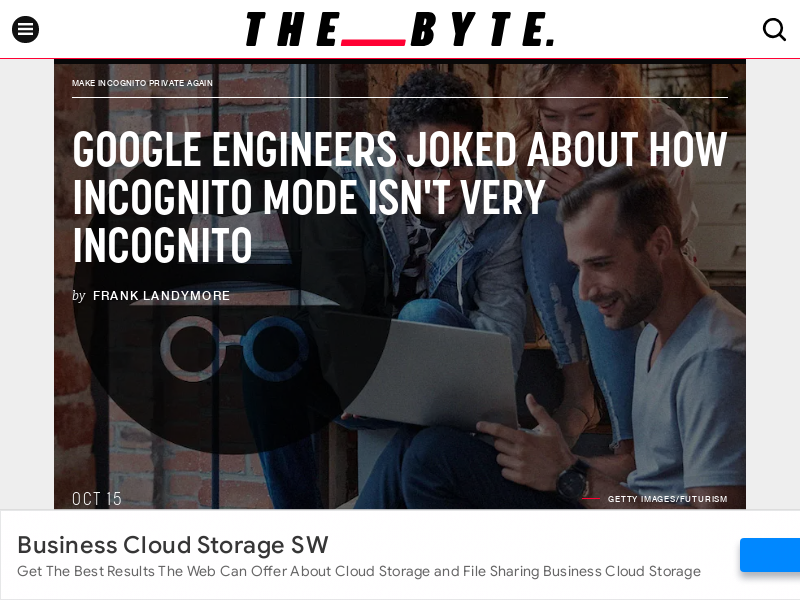 THE__BYTE.
MAKE INCOGNITO PRIVATE AGAIN
GOOGLE ENGINEERS JOKED ABOUT HOW
INCOGNITO MODE ISN'T VERY
INCOGNITO
by FRANK LANDYMORE
OCT 15
GETTY IMAGES/FUTURISM
Business Cloud Storage SW
Get The Best Results The Web Can Offer About Cloud Storage and File Sharing Business Cloud Storage